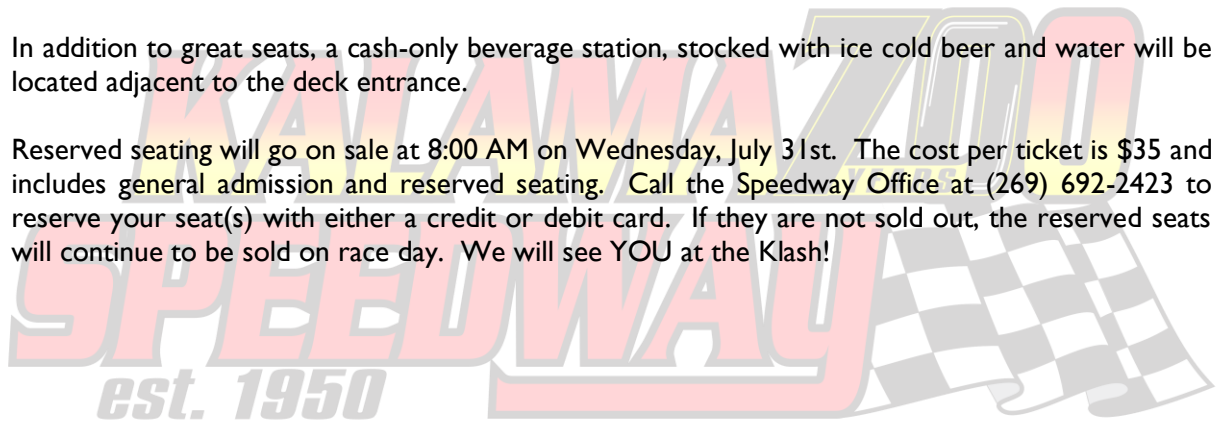 In addition to great seats, a cash-only beverage station, stocked with ice cold beer and water will be
located adjacent to the deck entrance.
Reserved seating will go on sale at 8:00 AM on Wednesday, July 31st. The cost per ticket is $35 and
includes general admission and reserved seating. Call the Speedway Office at (269) 692-2423 to
reserve your seat(s) with either a credit or debit card. If they are not sold out, the reserved seats
will continue to be sold on race day. We will see YOU at the Klash!
KALAMAZOO
70 YEARS
SPEEDWAY
est. 1950